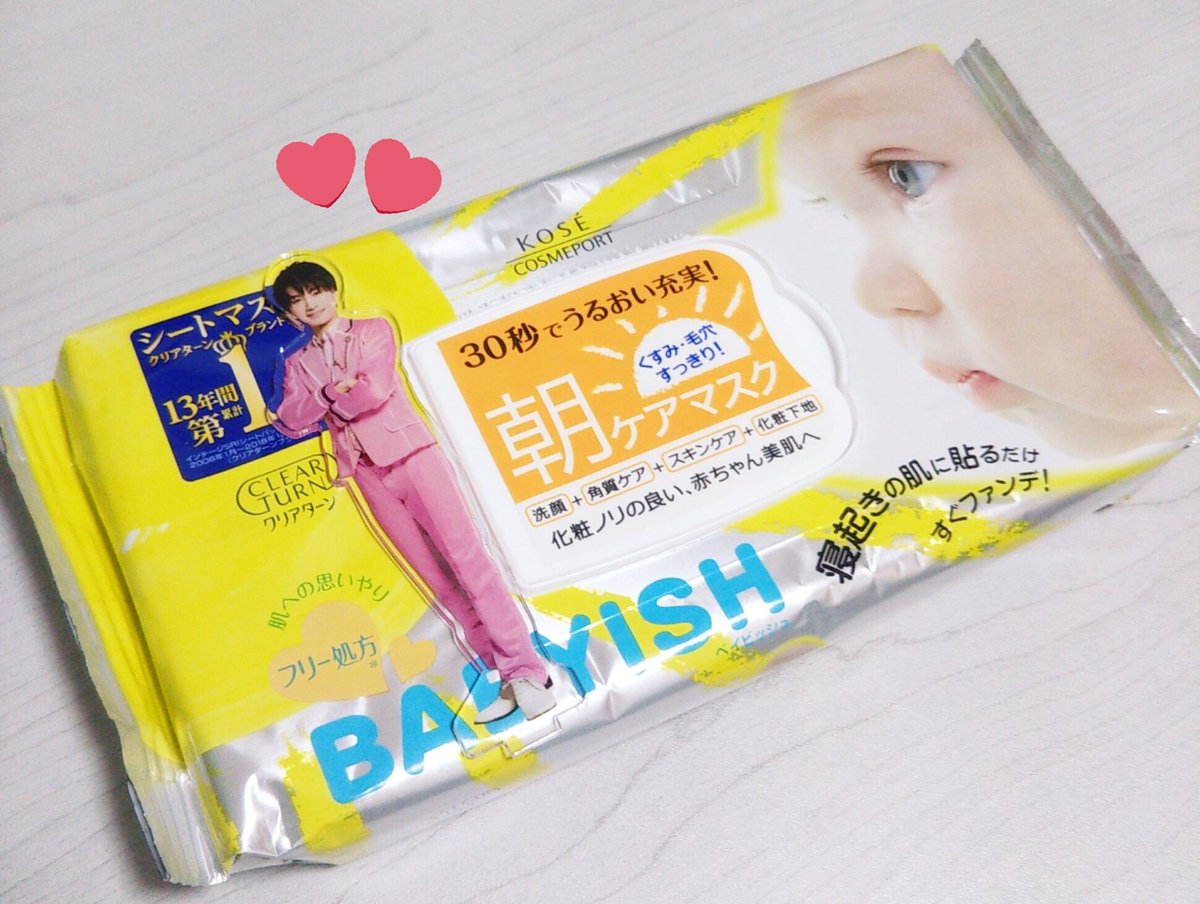 KOSÉ
COSMEPORT
シートマス
クリアターン
ブランド
1
13年間
累計
第
CLEAR
TURN
クリアターン
30秒でうるおい充実!
くすみ・毛穴
すっきり!
朝ケアマスク
洗顔+角質ケア+スキンケア+化粧下地
化粧ノリの良い、赤ちゃん美肌へ
寝起きの肌に貼るだけ
すぐファンデ!
肌への思いやり
フリー処方※
BABYISH
ベイビッシュ